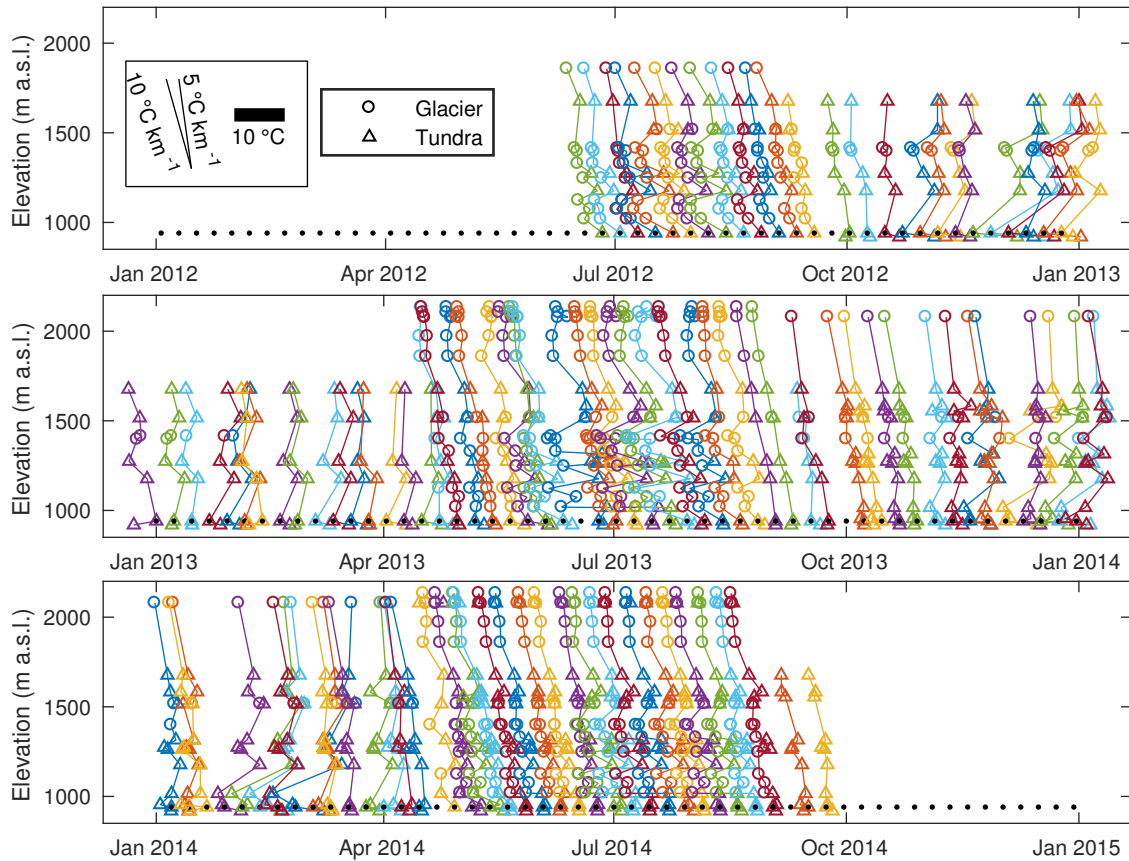 Elevation (m a.s.l.)
2000
1500
1000
10 °C km -1
5 °C km -1
10 °C
Glacier
Tundra
Jan 2012
Apr 2012
Jul 2012
Oct 2012
Jan 2013
Elevation (m a.s.l.)
2000
1500
1000
Jan 2013
Apr 2013
Jul 2013
Oct 2013
Jan 2014
Elevation (m a.s.l.)
2000
1500
1000
Jan 2014
Apr 2014
Jul 2014
Oct 2014
Jan 2015